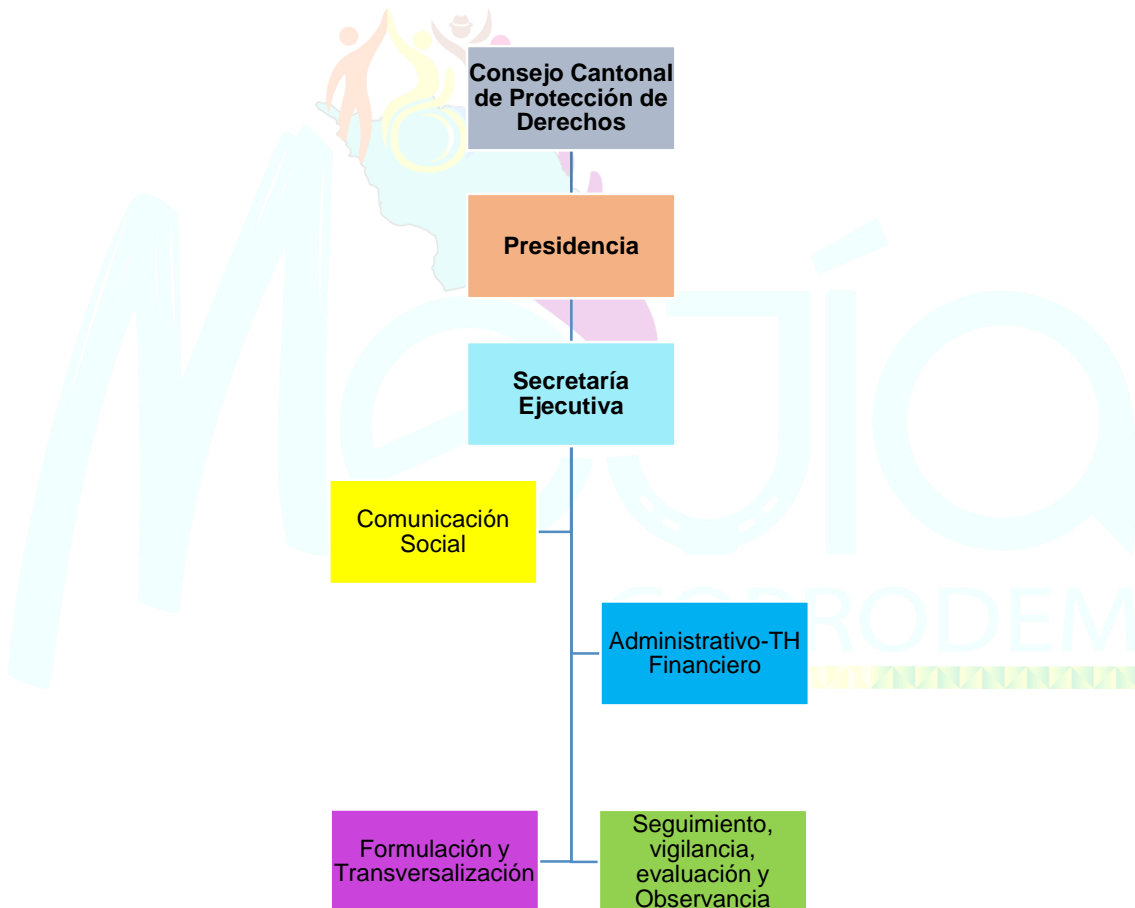 Consejo Cantonal
de Protección de
Derechos
Presidencia
Secretaría
Ejecutiva
Comunicación
Social
Administrativo-TH
Financiero
Formulación y
Transversalización
Seguimiento,
vigilancia,
evaluación y
Observancia
Mejía